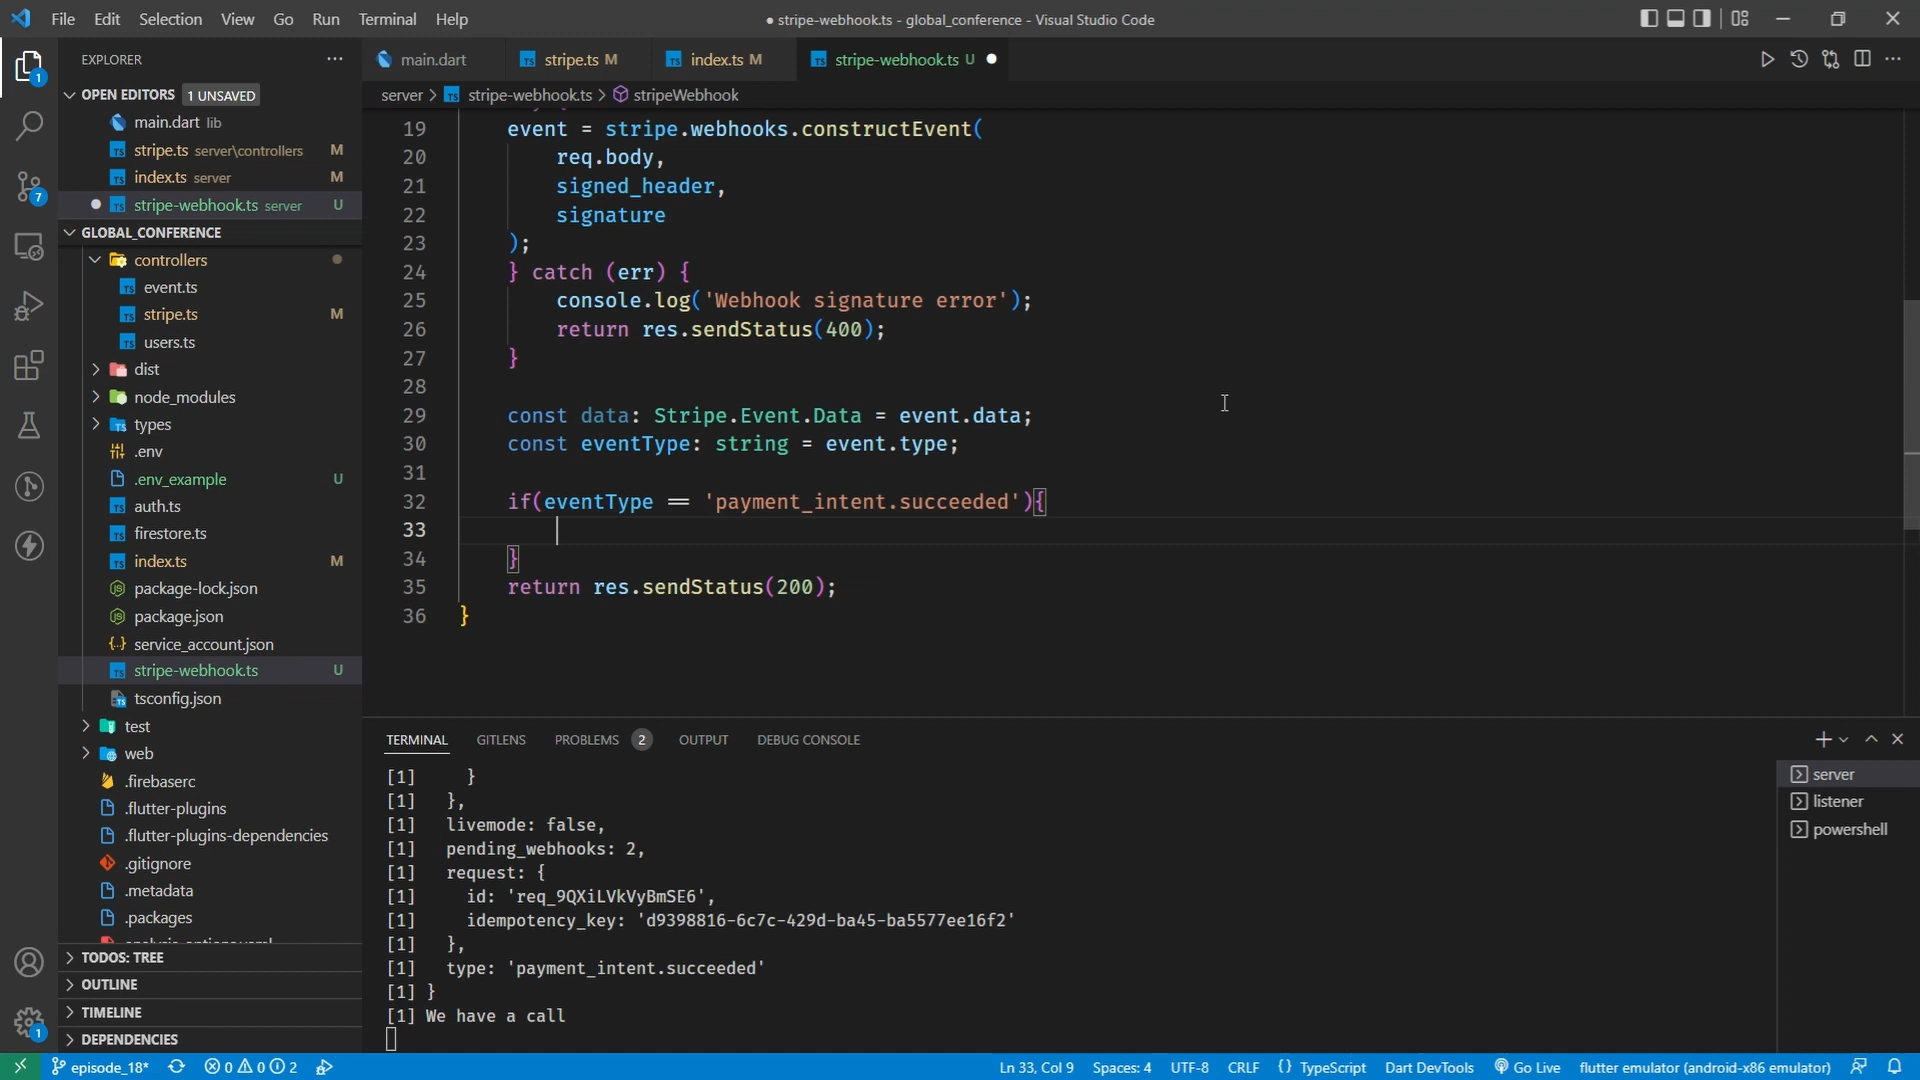 File Edit Selection View Go Run Terminal Help
● stripe-webhook.ts - global_conference - Visual Studio Code
EXPLORER
OPEN EDITORS 1 UNSAVED
main.dart lib
stripe.ts server\controllers M
index.ts server M
stripe-webhook.ts server U
GLOBAL_CONFERENCE
controllers
event.ts
stripe.ts M
users.ts
dist
node_modules
types
.env
.env_example U
auth.ts
firestore.ts
index.ts M
package-lock.json
package.json
service_account.json
stripe-webhook.ts U
tsconfig.json
test
web
.firebaserc
.flutter-plugins
.flutter-plugins-dependencies
.gitignore
.metadata
.packages
TODOS: TREE
OUTLINE
TIMELINE
DEPENDENCIES
main.dart
stripe.ts M
index.ts M
stripe-webhook.ts U
server > stripe-webhook.ts > stripeWebhook
19 event = stripe.webhooks.constructEvent(
20 req.body,
21 signed_header,
22 signature
23 );
24 } catch (err) {
25 console.log('Webhook signature error');
26 return res.sendStatus(400);
27 }
28
29 const data: Stripe.Event.Data = event.data;
30 const eventType: string = event.type;
31
32 if(eventType == 'payment_intent.succeeded'){
33
34 }
35 return res.sendStatus(200);
36 }
TERMINAL GITLENS PROBLEMS 2 OUTPUT DEBUG CONSOLE
[1] }
[1] },
[1] livemode: false,
[1] pending_webhooks: 2,
[1] request: {
[1] id: 'req_9QXiLVkVyBmSE6',
[1] idempotency_key: 'd9398816-6c7c-429d-ba45-ba5577ee16f2'
[1] },
[1] type: 'payment_intent.succeeded'
[1] }
[1] We have a call
server
listener
powershell
1
7
1
episode_18* 0 0 2
Ln 33, Col 9 Spaces: 4 UTF-8 CRLF {} TypeScript Dart DevTools Go Live flutter emulator (android-x86 emulator)